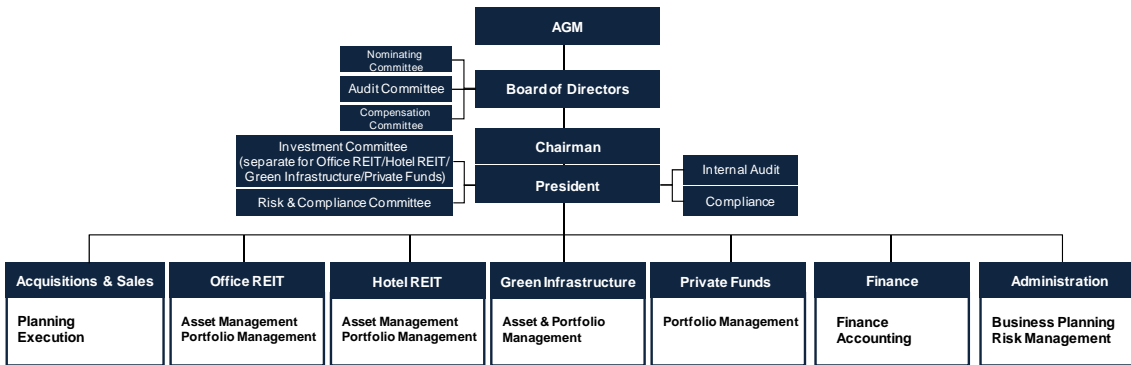 AGM
Nominating
Committee
Audit Committee
Compensation
Committee
Board of Directors
Chairman
President
Investment Committee
(separate for Office REIT/Hotel REIT/
Green Infrastructure/Private Funds)
Risk & Compliance Committee
Internal Audit
Compliance
Acquisitions & Sales
Planning
Execution
Office REIT
Asset Management
Portfolio Management
Hotel REIT
Asset Management
Portfolio Management
Green Infrastructure
Asset & Portfolio
Management
Private Funds
Portfolio Management
Finance
Finance
Accounting
Administration
Business Planning
Risk Management